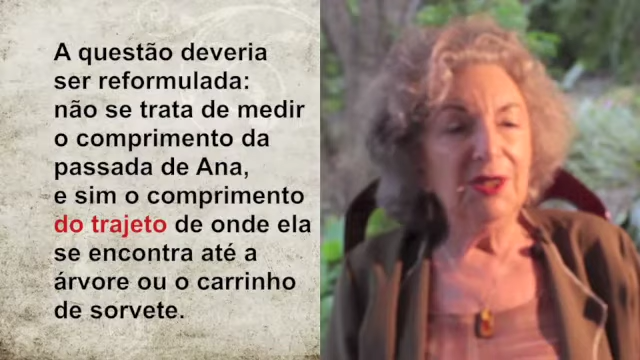 A questão deveria
ser reformulada:
não se trata de medir
o comprimento da
passada de Ana,
e sim o comprimento
do trajeto de onde ela
se encontra até a
árvore ou o carrinho
de sorvete.